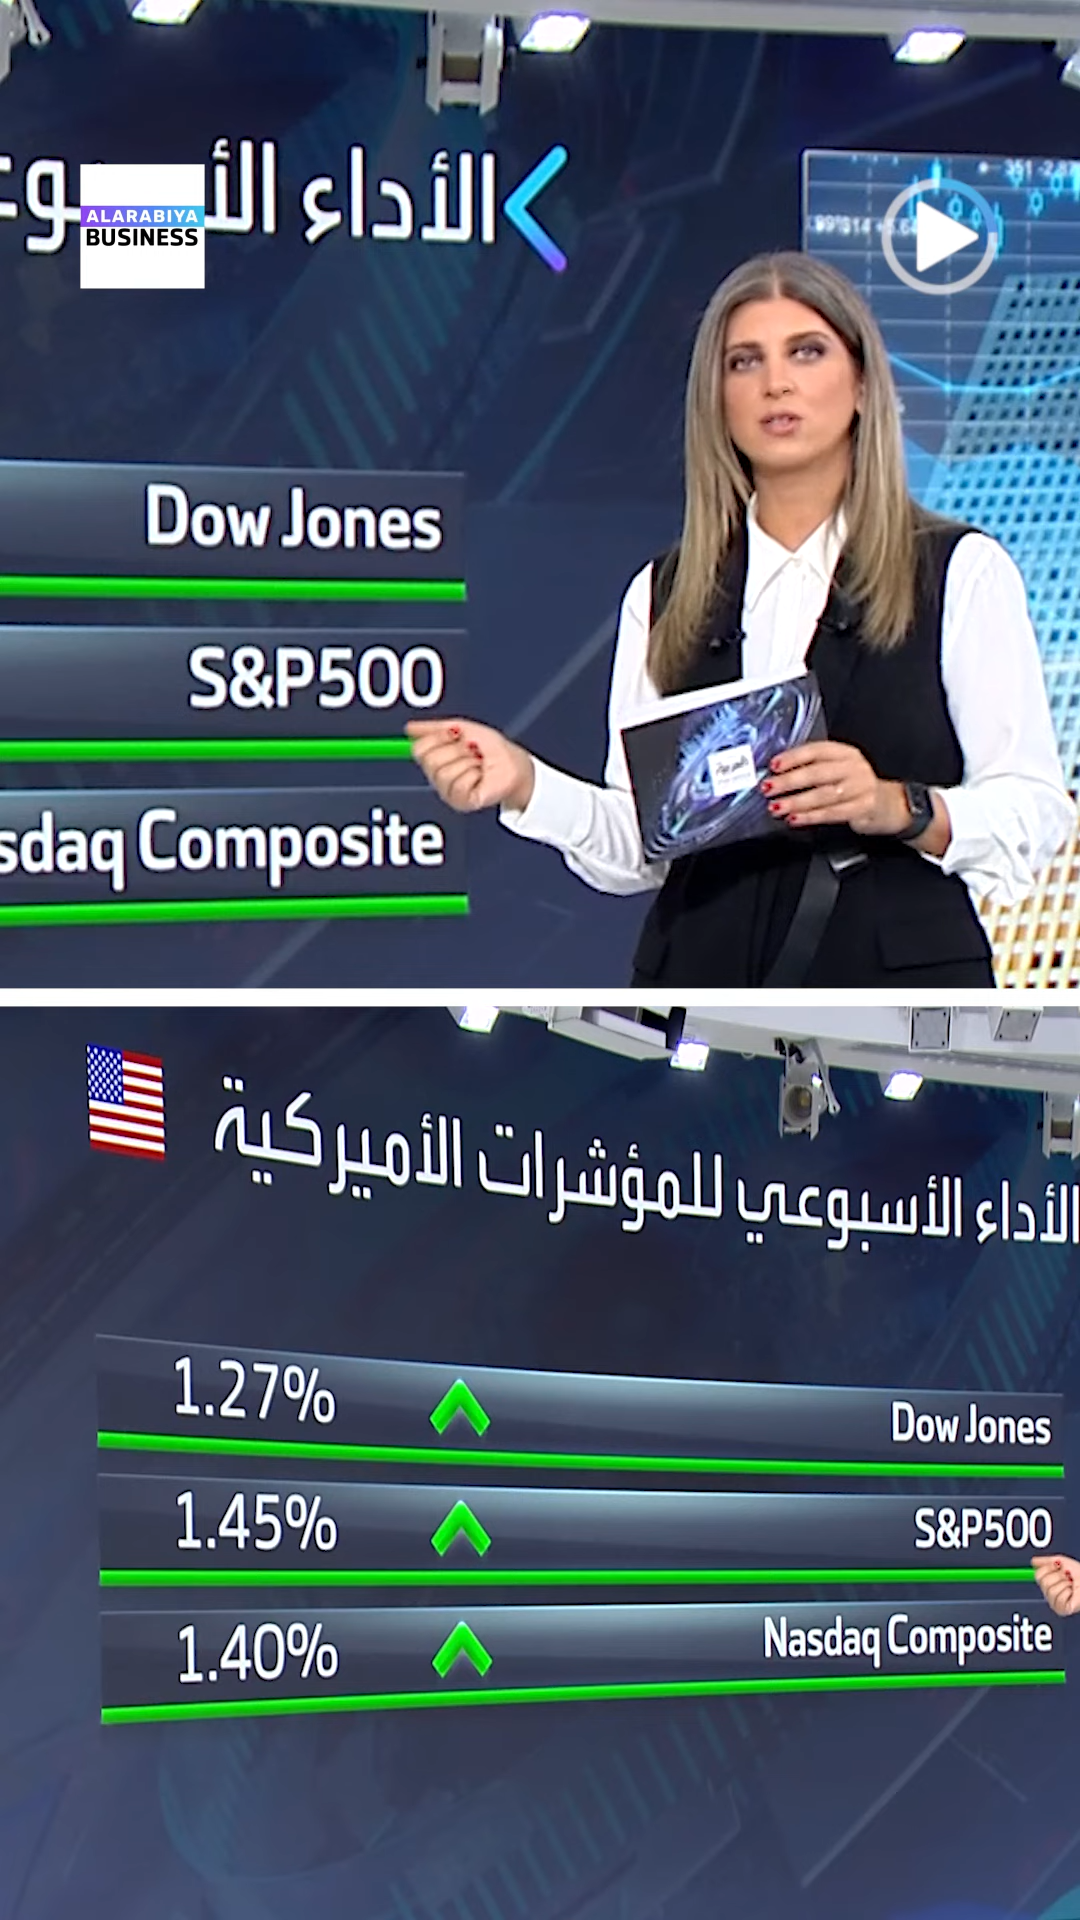 الأداء
ALARABIYA
BUSINESS
Dow Jones
S&P500
sdaq Composite
الأداء الأسبوعي للمؤشرات الأميركية
1.27% Dow Jones
1.45% S&P500
1.40% Nasdaq Composite